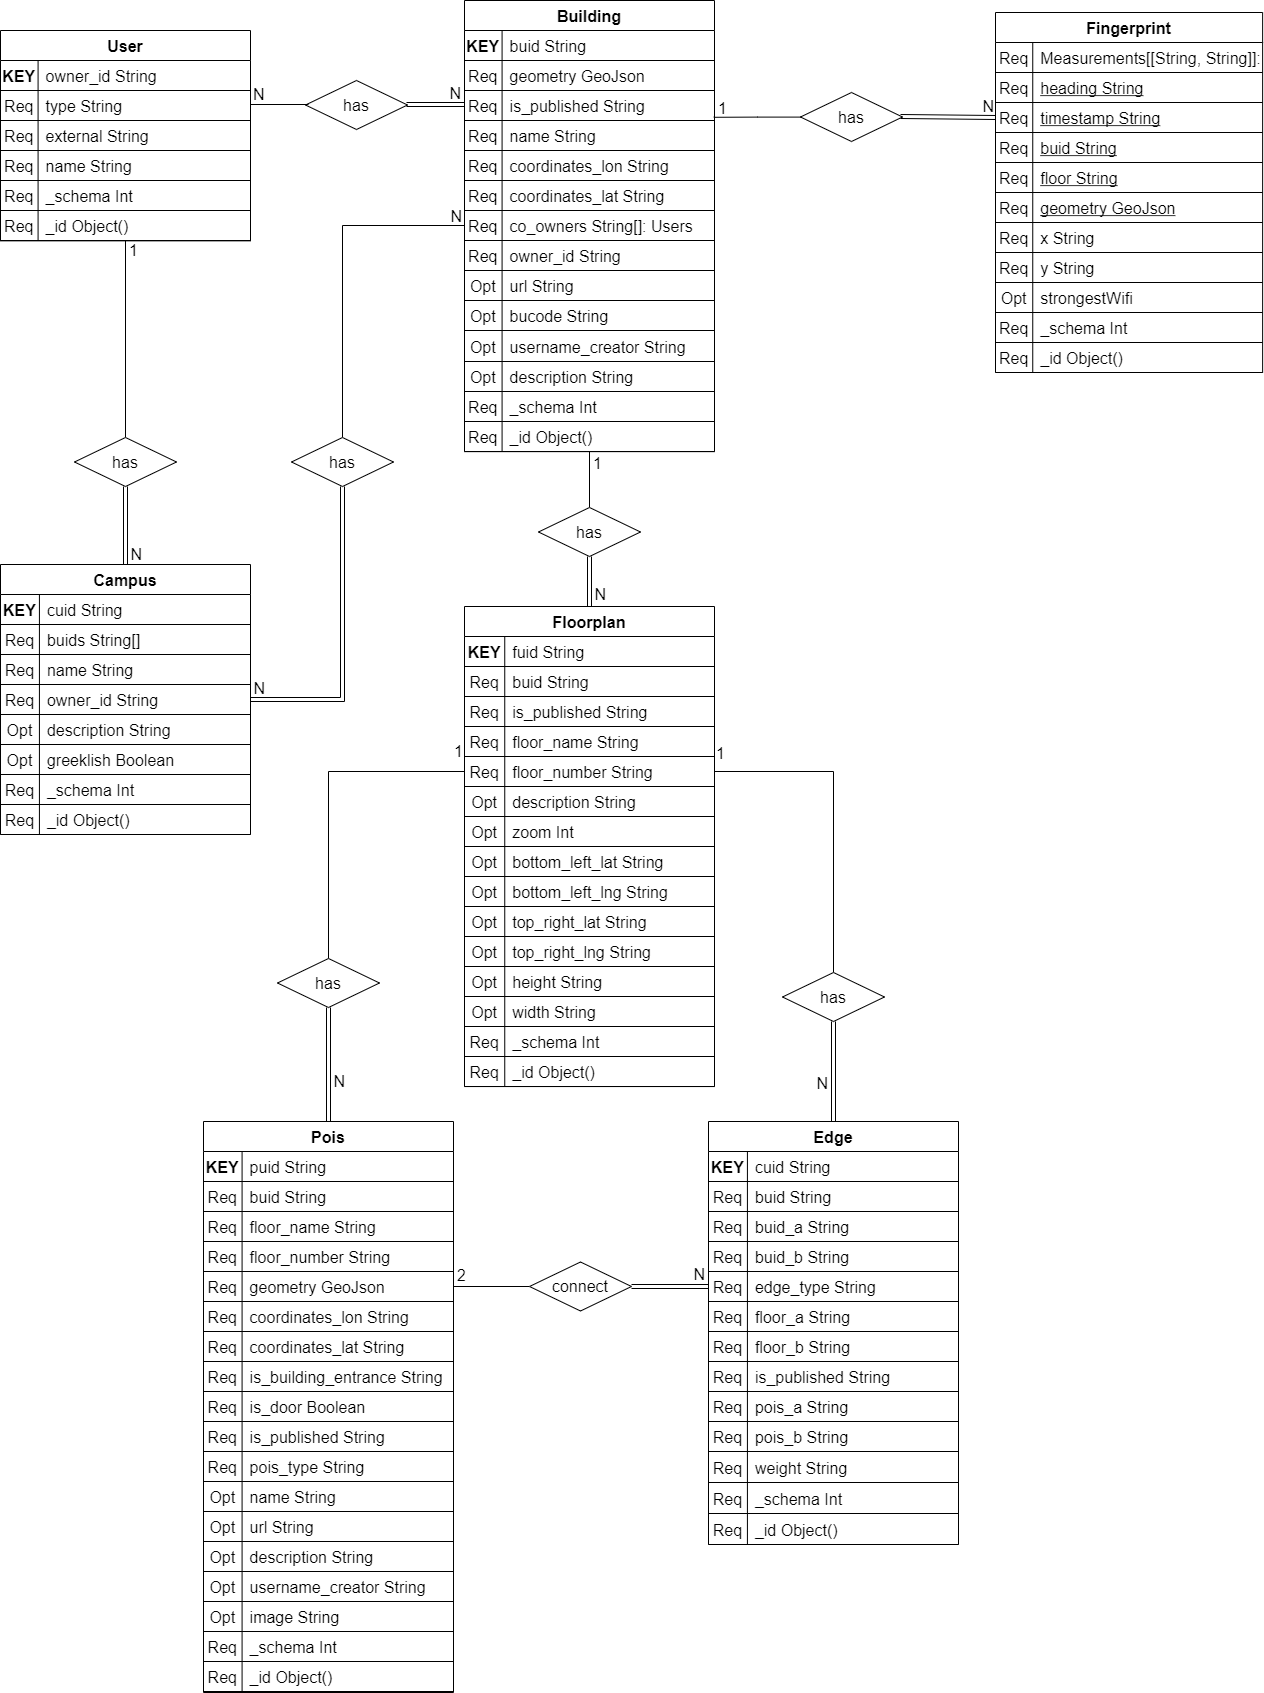 User
KEY owner_id String
Req type String
Req external String
Req name String
Req _schema Int
Req _id Object()
N
has
N
Building
KEY buid String
Req geometry GeoJson
Req is_published String
Req name String
Req coordinates_lon String
Req coordinates_lat String
Req co_owners String[]: Users
Req owner_id String
Opt url String
Opt bucode String
Opt username_creator String
Opt description String
Req _schema Int
Req _id Object()
1
has
N
Fingerprint
Req Measurements[[String, String]]:
Req heading String
Req timestamp String
Req buid String
Req floor String
Req geometry GeoJson
Req x String
Req y String
Opt strongestWifi
Req _schema Int
Req _id Object()
1
has
N
N
has
N
1
has
N
Campus
KEY cuid String
Req buids String[]
Req name String
Req owner_id String
Opt description String
Opt greeklish Boolean
Req _schema Int
Req _id Object()
Floorplan
KEY fuid String
Req buid String
Req is_published String
Req floor_name String
Req floor_number String
Opt description String
Opt zoom Int
Opt bottom_left_lat String
Opt bottom_left_lng String
Opt top_right_lat String
Opt top_right_lng String
Opt height String
Opt width String
Req _schema Int
Req _id Object()
1
has
N
1
has
N
Pois
KEY puid String
Req buid String
Req floor_name String
Req floor_number String
Req geometry GeoJson
Req coordinates_lon String
Req coordinates_lat String
Req is_building_entrance String
Req is_door Boolean
Req is_published String
Req pois_type String
Opt name String
Opt url String
Opt description String
Opt username_creator String
Opt image String
Req _schema Int
Req _id Object()
2
connect
N
Edge
KEY cuid String
Req buid String
Req buid_a String
Req buid_b String
Req edge_type String
Req floor_a String
Req floor_b String
Req is_published String
Req pois_a String
Req pois_b String
Req weight String
Req _schema Int
Req _id Object()